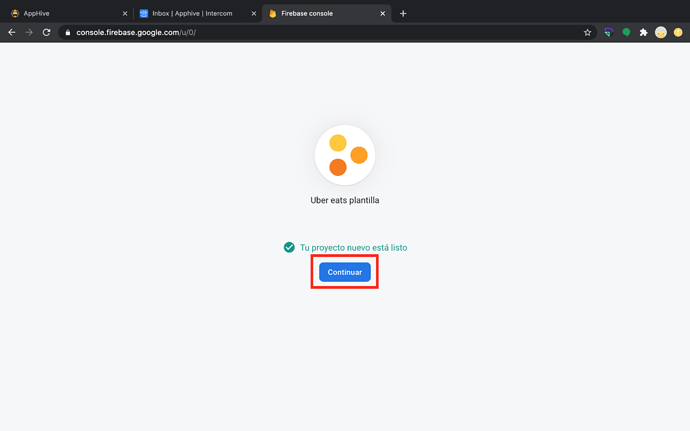 AppHive
Inbox | Apphive | Intercom
Firebase console
console.firebase.google.com/u/0/
Uber eats plantilla
Tu proyecto nuevo está listo
Continuar